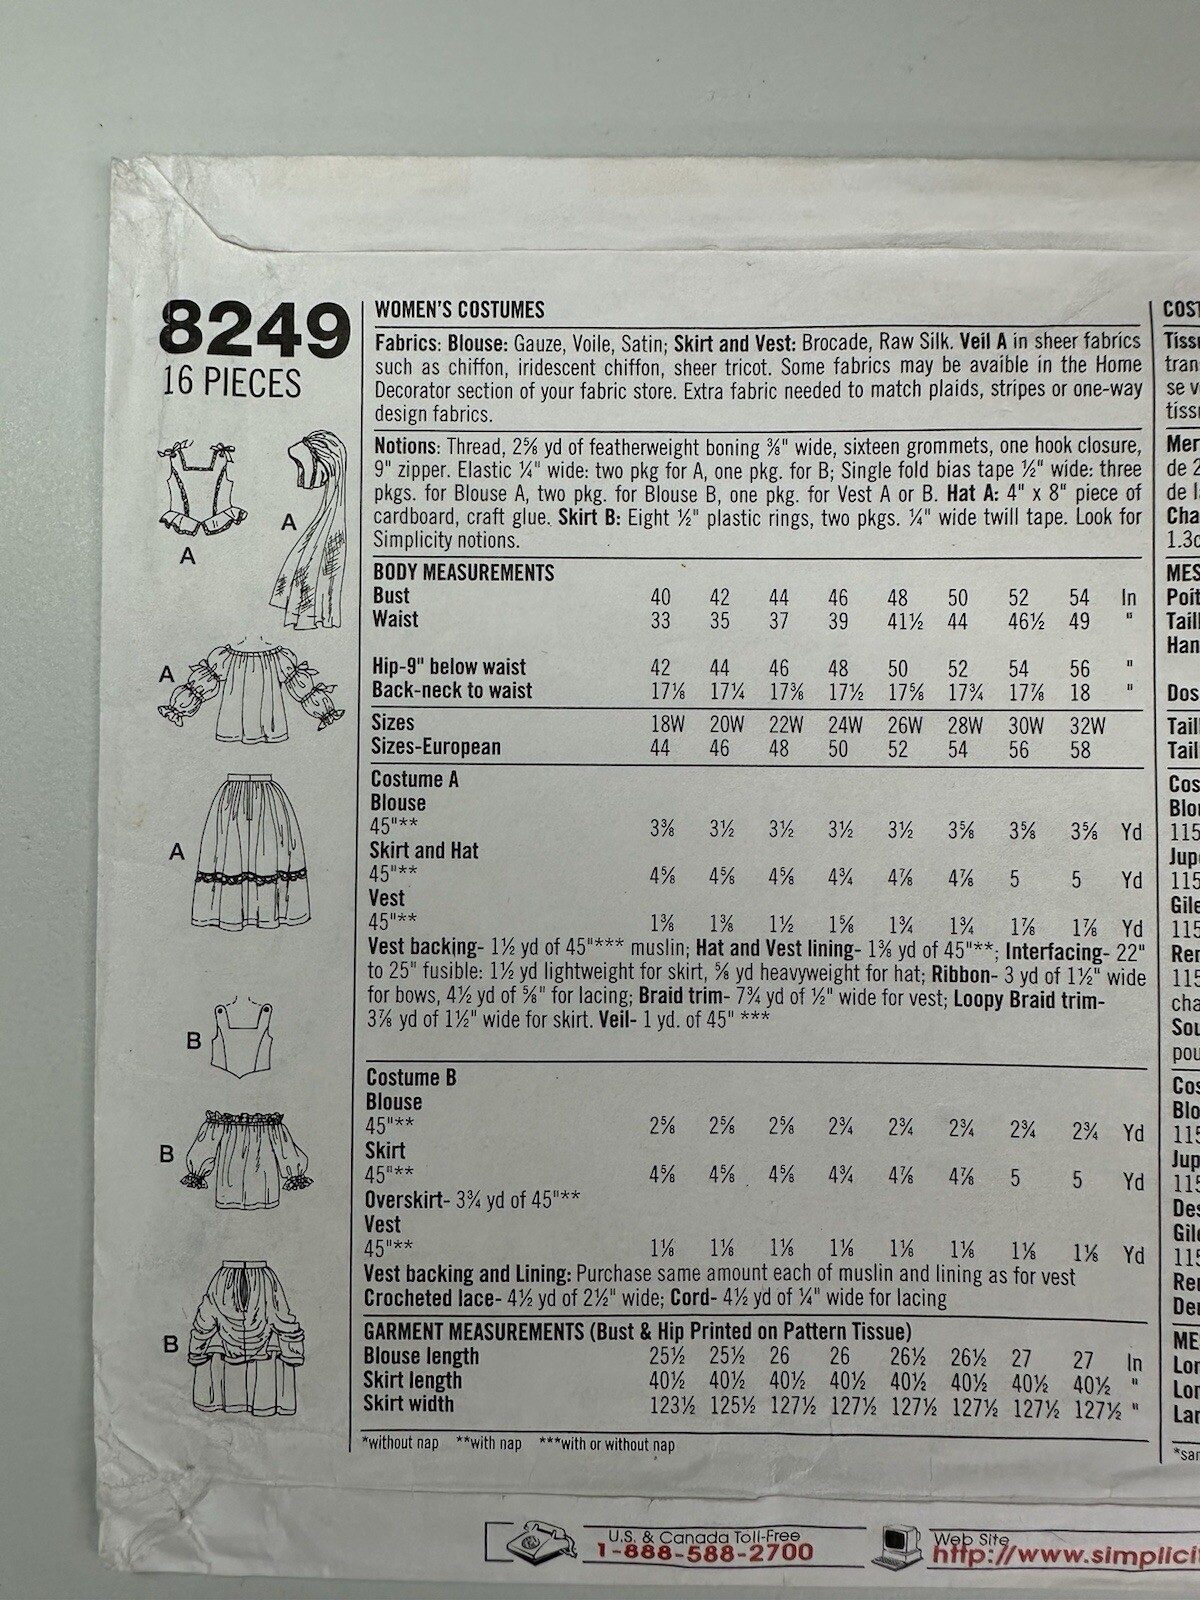 8249
16 PIECES
A
A
A
A
B
B
B
WOMEN'S COSTUMES
Fabrics: Blouse: Gauze, Voile, Satin; Skirt and Vest: Brocade, Raw Silk. Veil A in sheer fabrics
such as chiffon, iridescent chiffon, sheer tricot. Some fabrics may be avaible in the Home
Decorator section of your fabric store. Extra fabric needed to match plaids, stripes or one-way
design fabrics.
Notions: Thread, 2⅝ yd of featherweight boning ⅜" wide, sixteen grommets, one hook closure,
9" zipper. Elastic ¼" wide: two pkg for A, one pkg. for B; Single fold bias tape ½" wide: three
pkgs. for Blouse A, two pkg. for Blouse B, one pkg. for Vest A or B. Hat A: 4" x 8" piece of
cardboard, craft glue. Skirt B: Eight ½" plastic rings, two pkgs. ¼" wide twill tape. Look for
Simplicity notions.
BODY MEASUREMENTS
Bust 40 42 44 46 48 50 52 54 In
Waist 33 35 37 39 41½ 44 46½ 49 "
Hip-9" below waist 42 44 46 48 50 52 54 56 "
Back-neck to waist 17⅛ 17¼ 17⅜ 17½ 17⅝ 17¾ 17⅞ 18 "
Sizes 18W 20W 22W 24W 26W 28W 30W 32W
Sizes-European 44 46 48 50 52 54 56 58
Costume A
Blouse
45"** 3⅜ 3½ 3½ 3½ 3½ 3⅝ 3⅝ 3⅝ Yd
Skirt and Hat
45"** 4⅝ 4⅝ 4⅝ 4¾ 4⅞ 4⅞ 5 5 Yd
Vest
45"** 1⅜ 1⅜ 1½ 1⅝ 1¾ 1¾ 1⅞ 1⅞ Yd
Vest backing- 1½ yd of 45"*** muslin; Hat and Vest lining- 1⅜ yd of 45"**; Interfacing- 22"
to 25" fusible: 1½ yd lightweight for skirt, ⅝ yd heavyweight for hat; Ribbon- 3 yd of 1½" wide
for bows, 4½ yd of ⅝" for lacing; Braid trim- 7¾ yd of ½" wide for vest; Loopy Braid trim-
3⅞ yd of 1½" wide for skirt. Veil- 1 yd. of 45" ***
Costume B
Blouse
45"** 2⅝ 2⅝ 2⅝ 2¾ 2¾ 2¾ 2¾ 2¾ Yd
Skirt
45"** 4⅝ 4⅝ 4⅝ 4¾ 4⅞ 4⅞ 5 5 Yd
Overskirt- 3¾ yd of 45"**
Vest
45"** 1⅛ 1⅛ 1⅛ 1⅛ 1⅛ 1⅛ 1⅛ 1⅛ Yd
Vest backing and Lining: Purchase same amount each of muslin and lining as for vest
Crocheted lace- 4½ yd of 2½" wide; Cord- 4½ yd of ¼" wide for lacing
GARMENT MEASUREMENTS (Bust & Hip Printed on Pattern Tissue)
Blouse length 25½ 25½ 26 26 26½ 26½ 27 27 In
Skirt length 40½ 40½ 40½ 40½ 40½ 40½ 40½ 40½ "
Skirt width 123½ 125½ 127½ 127½ 127½ 127½ 127½ 127½ "
*without nap **with nap ***with or without nap
U.S. & Canada Toll-Free
1-888-588-2700
Web Site
http://www.simplicit